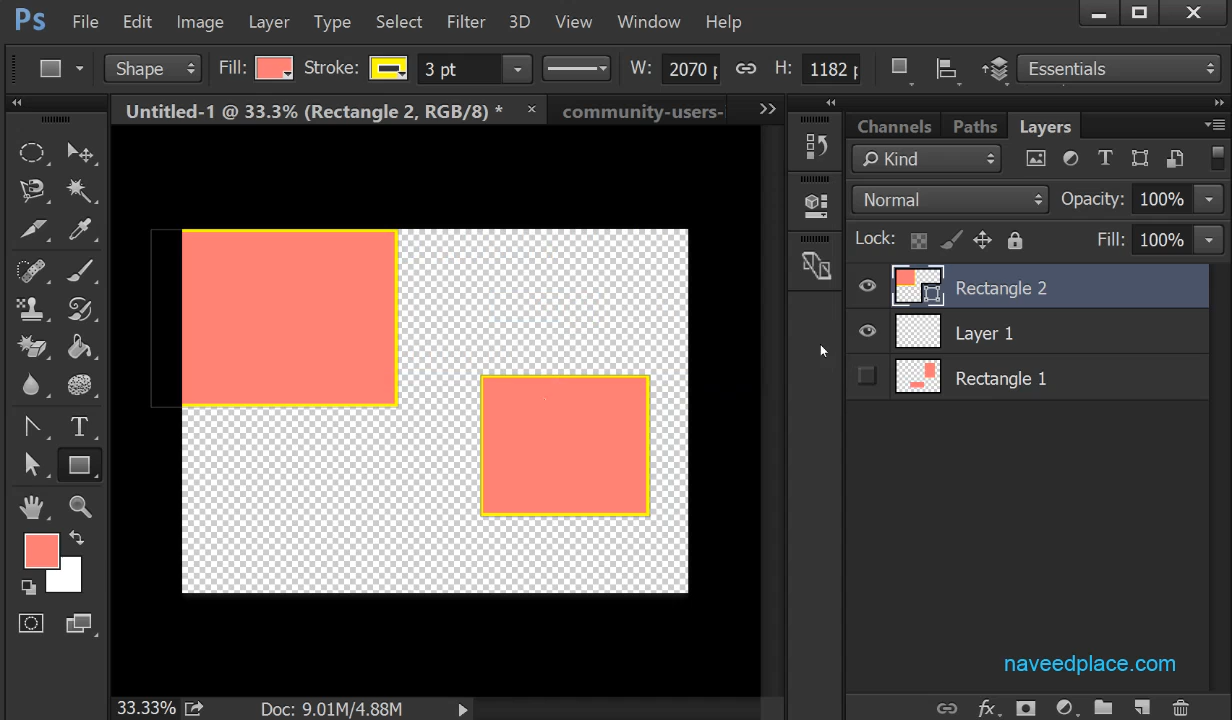 Ps File Edit Image Layer Type Select Filter 3D View Window Help
Shape Fill: Stroke: 3 pt W: 2070 p H: 1182 p Essentials
Untitled-1 @ 33.3% (Rectangle 2, RGB/8) * × community-users-
Channels Paths Layers
Kind
Normal Opacity: 100%
Lock: Fill: 100%
Rectangle 2
Layer 1
Rectangle 1
naveedplace.com
33.33% Doc: 9.01M/4.88M
fx